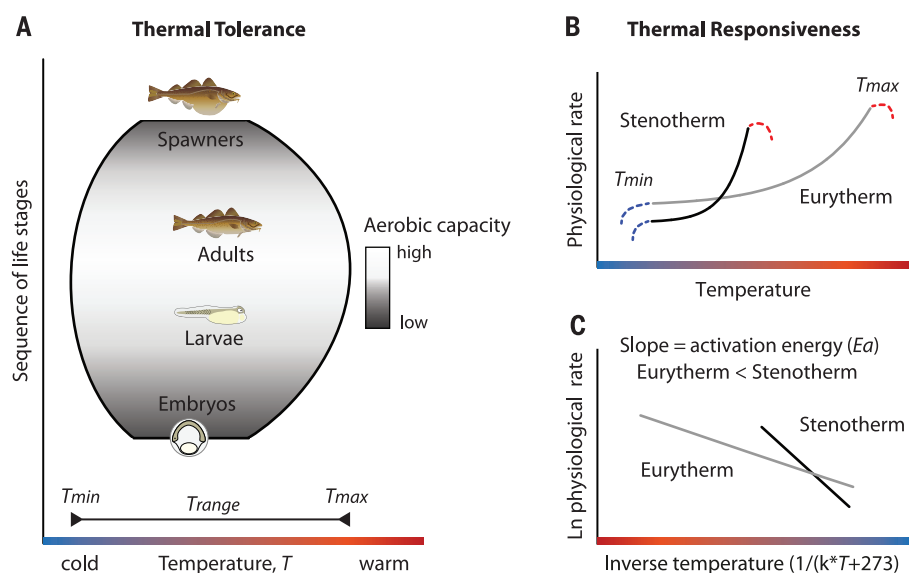 A
Thermal Tolerance
Sequence of life stages
Spawners
Adults
Larvae
Embryos
Aerobic capacity
high
low
Tmin
Trange
Tmax
cold
Temperature, T
warm
B
Thermal Responsiveness
Physiological rate
Tmax
Stenotherm
Tmin
Eurytherm
Temperature
C
Ln physiological rate
Slope = activation energy (Ea)
Eurytherm < Stenotherm
Stenotherm
Eurytherm
Inverse temperature (1/(k*T+273)